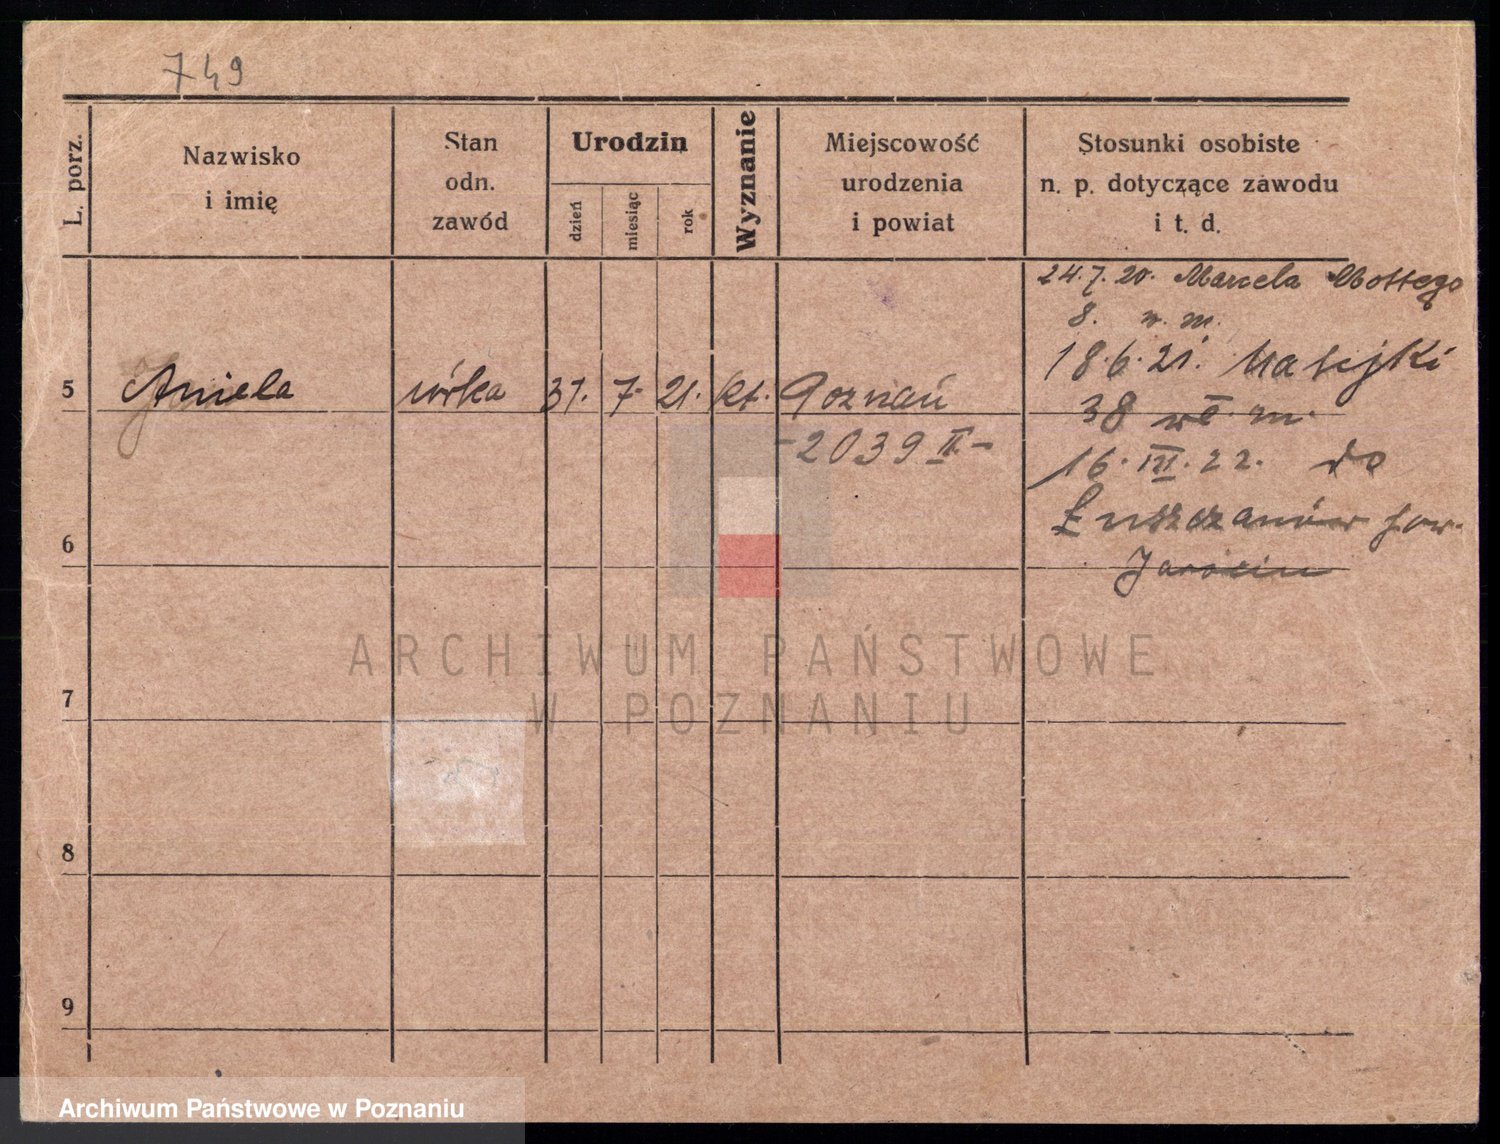 749
L. porz.
Nazwisko
i imię
Stan
odn.
zawód
Urodzin
dzień
miesiąc
rok
Wyznanie
Miejscowość
urodzenia
i powiat
Stosunki osobiste
n. p. dotyczące zawodu
i t. d.
24.7.20. Marcela Mottego
8. w. m.
18.6.21. Matejki
38 m.
16.III.22. do
5 Aniela córka 31. 7. 21. kt. Poznań
-2039 II-
Łuszczanów pow.
Jarocin
6
7
8
9
ARCHIWUM PAŃSTWOWE
W POZNANIU
Archiwum Państwowe w Poznaniu